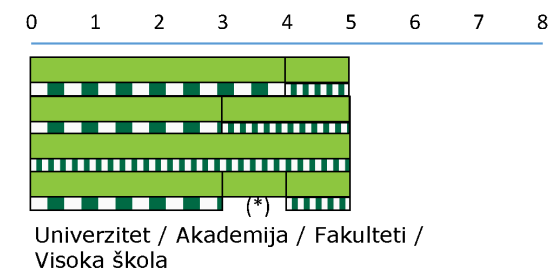 0 1 2 3 4 5 6 7 8
(*)
Univerzitet / Akademija / Fakulteti /
Visoka škola